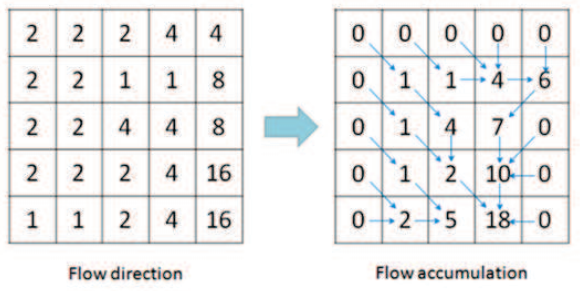 2 2 2 4 4
2 2 1 1 8
2 2 4 4 8
2 2 2 4 16
1 1 2 4 16
Flow direction
0 0 0 0 0
0 1 1 4 6
0 1 4 7 0
0 1 2 10 0
0 2 5 18 0
Flow accumulation